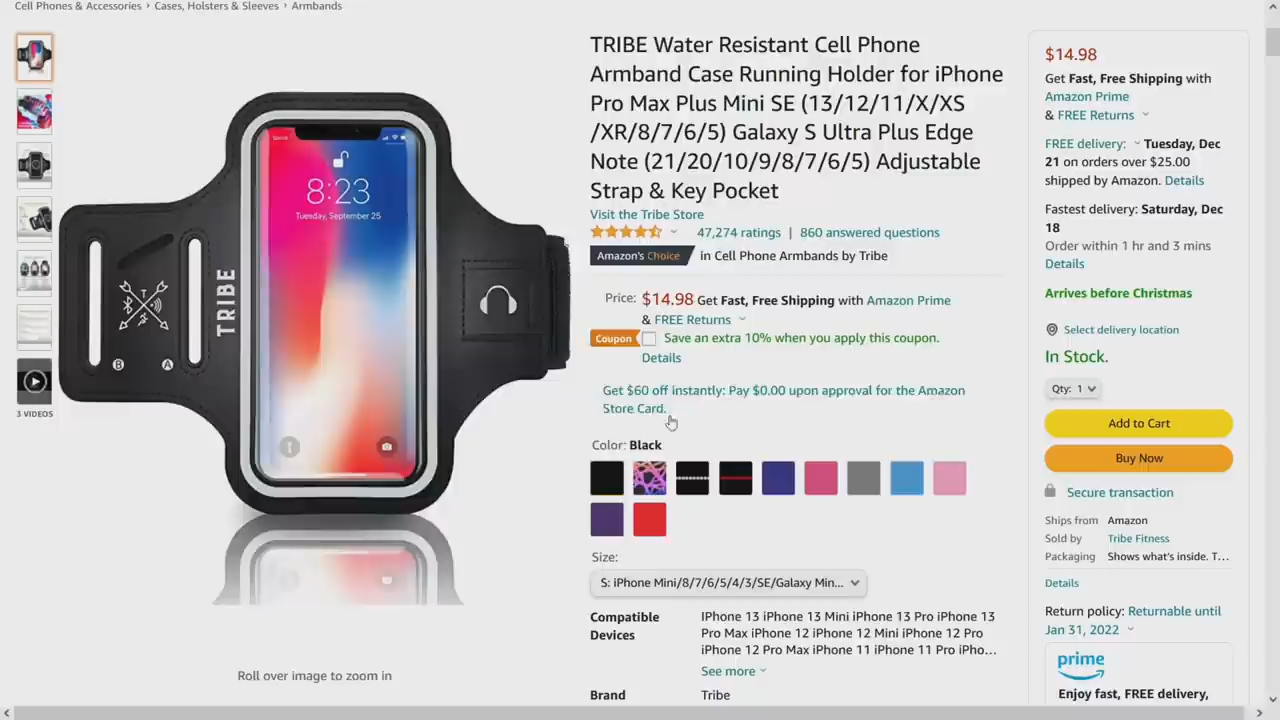 Cell Phones & Accessories › Cases, Holsters & Sleeves › Armbands
3 VIDEOS
TRIBE
B
A
8:23
Tuesday, September 25
Roll over image to zoom in
TRIBE Water Resistant Cell Phone
Armband Case Running Holder for iPhone
Pro Max Plus Mini SE (13/12/11/X/XS
/XR/8/7/6/5) Galaxy S Ultra Plus Edge
Note (21/20/10/9/8/7/6/5) Adjustable
Strap & Key Pocket
Visit the Tribe Store
47,274 ratings | 860 answered questions
Amazon's Choice in Cell Phone Armbands by Tribe
Price: $14.98 Get Fast, Free Shipping with Amazon Prime
& FREE Returns
Coupon Save an extra 10% when you apply this coupon.
Details
Get $60 off instantly: Pay $0.00 upon approval for the Amazon
Store Card.
Color: Black
Size:
S: iPhone Mini/8/7/6/5/4/3/SE/Galaxy Min...
Compatible
Devices
IPhone 13 iPhone 13 Mini iPhone 13 Pro iPhone 13
Pro Max iPhone 12 iPhone 12 Mini iPhone 12 Pro
iPhone 12 Pro Max iPhone 11 iPhone 11 Pro iPho...
See more
Brand Tribe
$14.98
Get Fast, Free Shipping with
Amazon Prime
& FREE Returns
FREE delivery: Tuesday, Dec
21 on orders over $25.00
shipped by Amazon. Details
Fastest delivery: Saturday, Dec
18
Order within 1 hr and 3 mins
Details
Arrives before Christmas
Select delivery location
In Stock.
Qty: 1
Add to Cart
Buy Now
Secure transaction
Ships from Amazon
Sold by Tribe Fitness
Packaging Shows what's inside. T...
Details
Return policy: Returnable until
Jan 31, 2022
prime
Enjoy fast, FREE delivery,